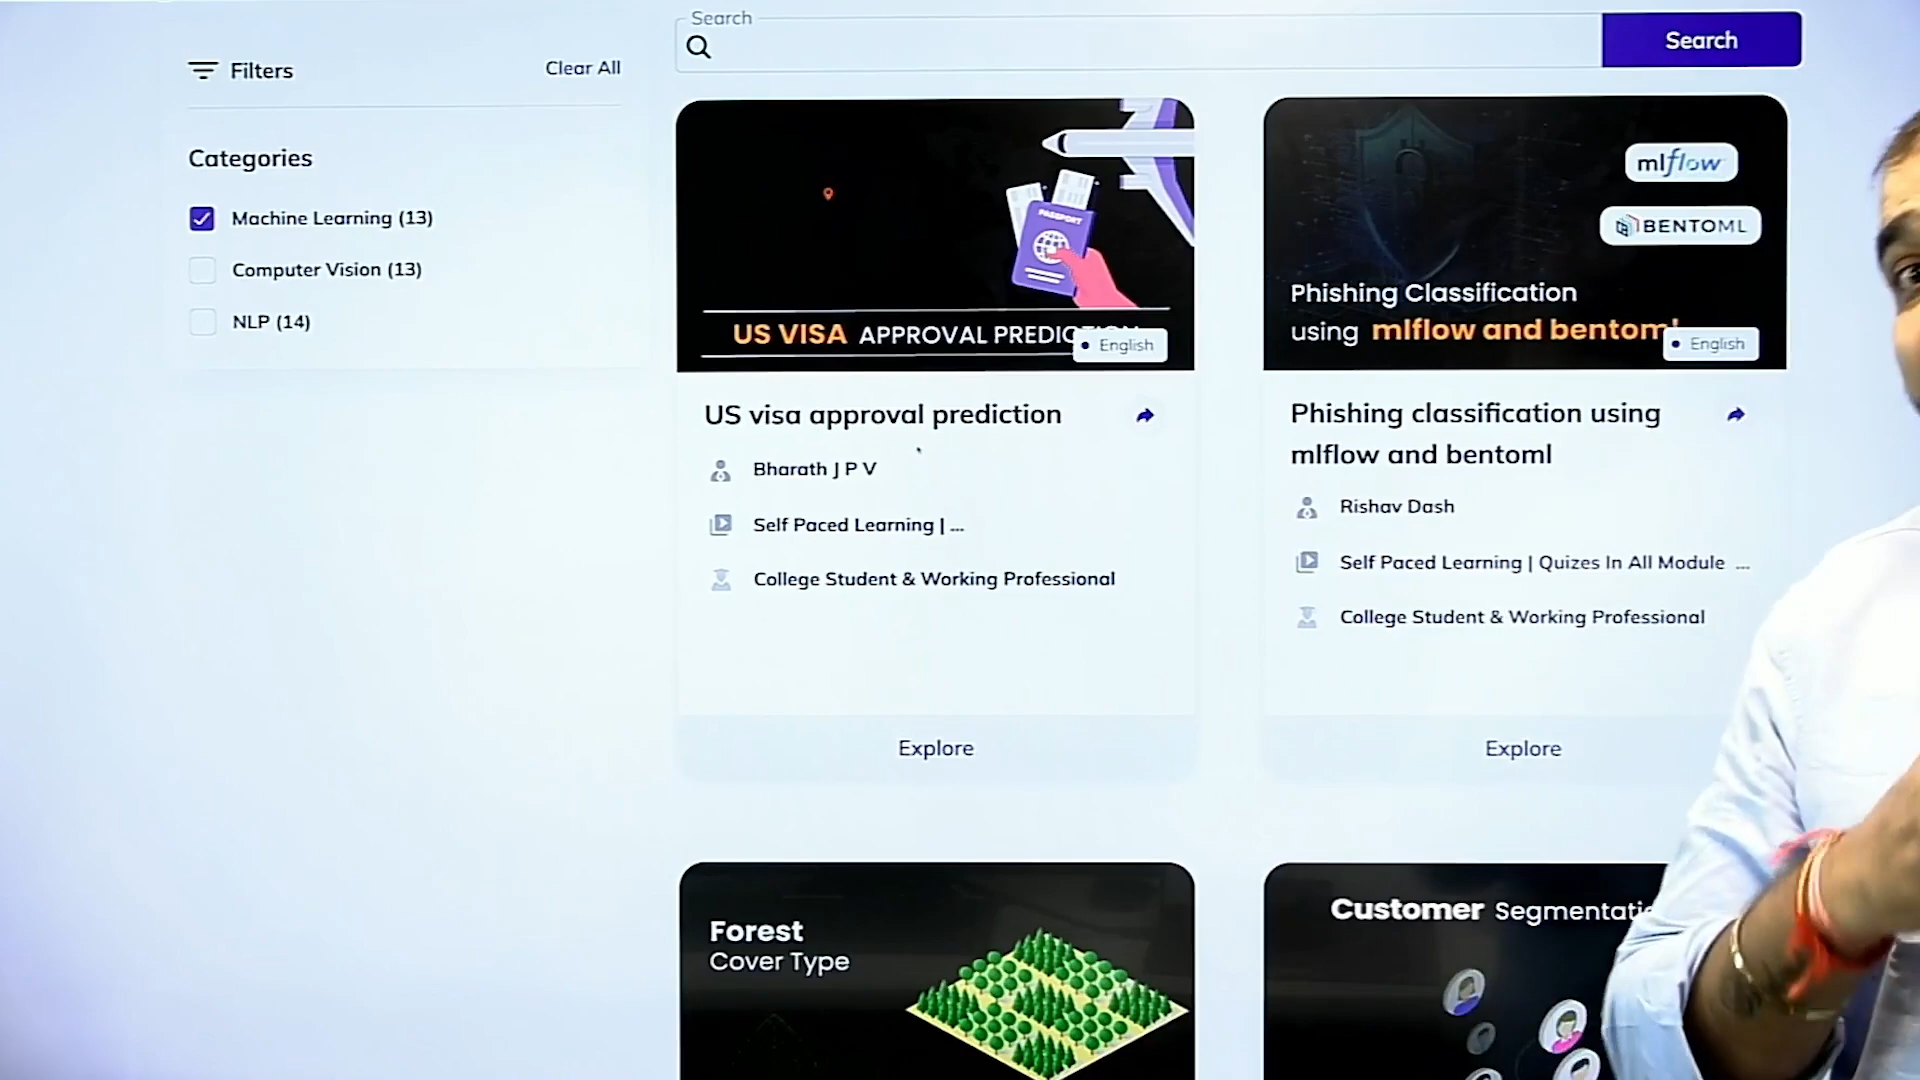 Filters
Clear All
Categories
Machine Learning (13)
Computer Vision (13)
NLP (14)
Search
Search
PASSPORT
US VISA APPROVAL PREDICTION
English
US visa approval prediction
Bharath J P V
Self Paced Learning | ...
College Student & Working Professional
Explore
mlflow
BENTOML
Phishing Classification
using mlflow and bentoml
English
Phishing classification using
mlflow and bentoml
Rishav Dash
Self Paced Learning | Quizes In All Module ...
College Student & Working Professional
Explore
Forest
Cover Type
Customer